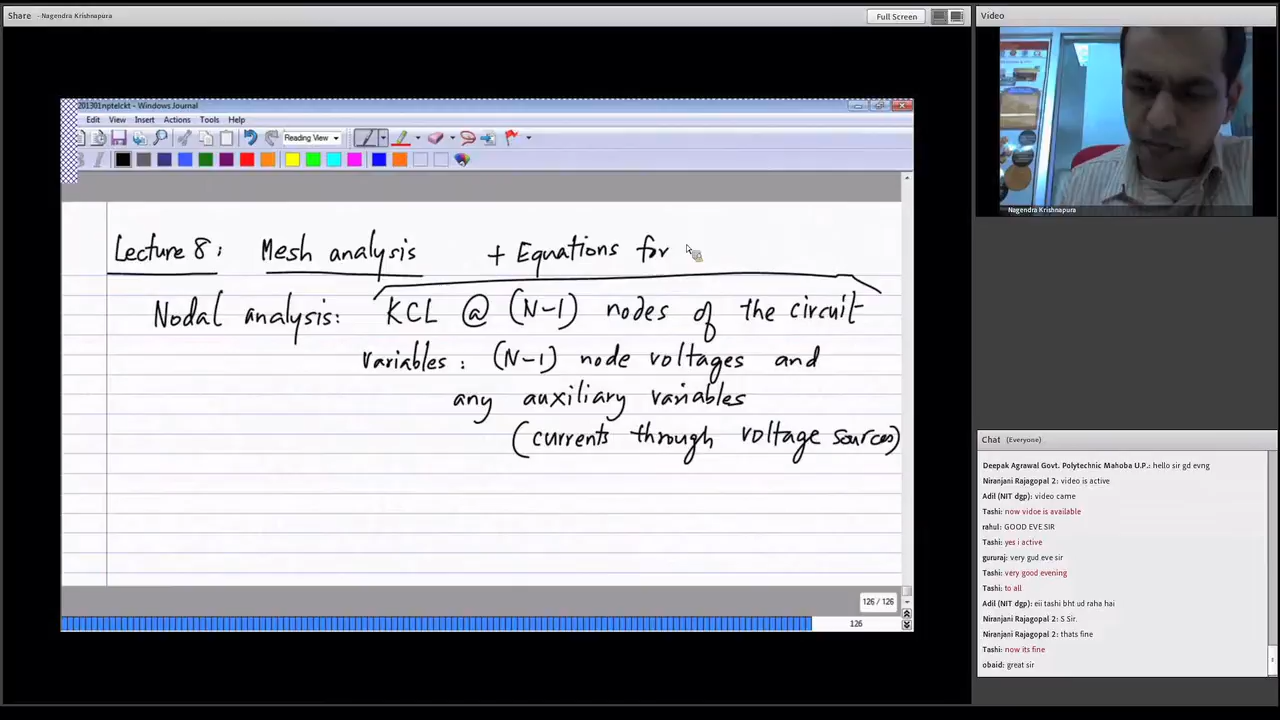 Share - Nagendra Krishnapura
Full Screen
Video
201301nptelckt - Windows Journal
Edit View Insert Actions Tools Help
Reading View
Lecture 8: Mesh analysis + Equations for
Nodal analysis: KCL @ (N-1) nodes of the circuit
variables: (N-1) node voltages and
any auxiliary variables
(currents through voltage sources)
126 / 126
126
Nagendra Krishnapura
Chat (Everyone)
Deepak Agrawal Govt. Polytechnic Mahoba U.P.: hello sir gd evng
Niranjani Rajagopal 2: video is active
Adil (NIT dgp): video came
Tashi: now vidoe is available
rahul: GOOD EVE SIR
Tashi: yes i active
gururaj: very gud eve sir
Tashi: very good evening
Tashi: to all
Adil (NIT dgp): eii tashi bht ud raha hai
Niranjani Rajagopal 2: S Sir.
Niranjani Rajagopal 2: thats fine
Tashi: now its fine
obaid: great sir